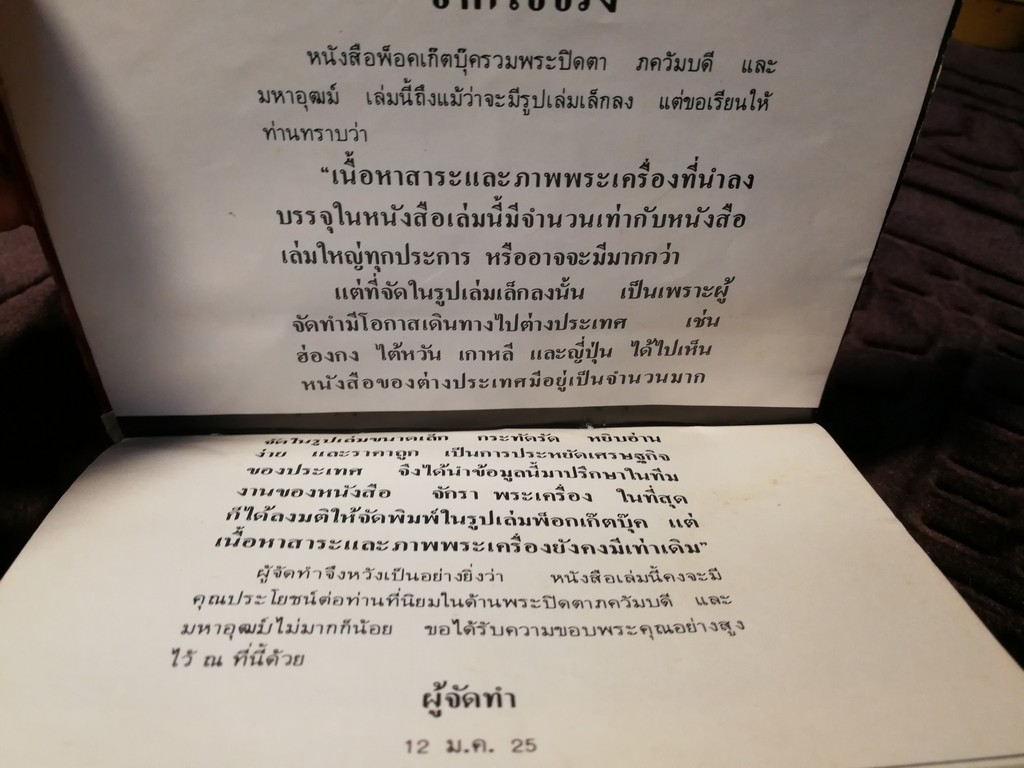 หนังสือพ็อคเก๊ตบุ๊ครวมพระปิดตา ภควัมบดี และ
มหาอุฒม์ เล่มนี้ถึงแม้ว่าจะมีรูปเล่มเล็กลง แต่ขอเรียนให้
ท่านทราบว่า
“เนื้อหาสาระและภาพพระเครื่องที่นำลง
บรรจุในหนังสือเล่มนี้มีจำนวนเท่ากับหนังสือ
เล่มใหญ่ทุกประการ หรืออาจจะมีมากกว่า
แต่ที่จัดในรูปเล่มเล็กลงนั้น เป็นเพราะผู้
จัดทำมีโอกาสเดินทางไปต่างประเทศ เช่น
ฮ่องกง ไต้หวัน เกาหลี และญี่ปุ่น ได้ไปเห็น
หนังสือของต่างประเทศมีอยู่เป็นจำนวนมาก
จัดในรูปเล่มขนาดเล็ก กระทัดรัด หยิบอ่าน
ง่าย และราคาถูก เป็นการประหยัดเศรษฐกิจ
ของประเทศ จึงได้นำข้อมูลนี้มาปรึกษาในทีม
งานของหนังสือ จักรา พระเครื่อง ในที่สุด
ก็ได้ลงมติให้จัดพิมพ์ในรูปเล่มพ็อกเก๊ตบุ๊ค แต่
เนื้อหาสาระและภาพพระเครื่องยังคงมีเท่าเดิม”
ผู้จัดทำจึงหวังเป็นอย่างยิ่งว่า หนังสือเล่มนี้คงจะมี
คุณประโยชน์ต่อท่านที่นิยมในด้านพระปิดตาภควัมบดี และ
มหาอุฒม์ไม่มากก็น้อย ขอได้รับความขอบพระคุณอย่างสูง
ไว้ ณ ที่นี้ด้วย
ผู้จัดทำ
12 ม.ค. 25